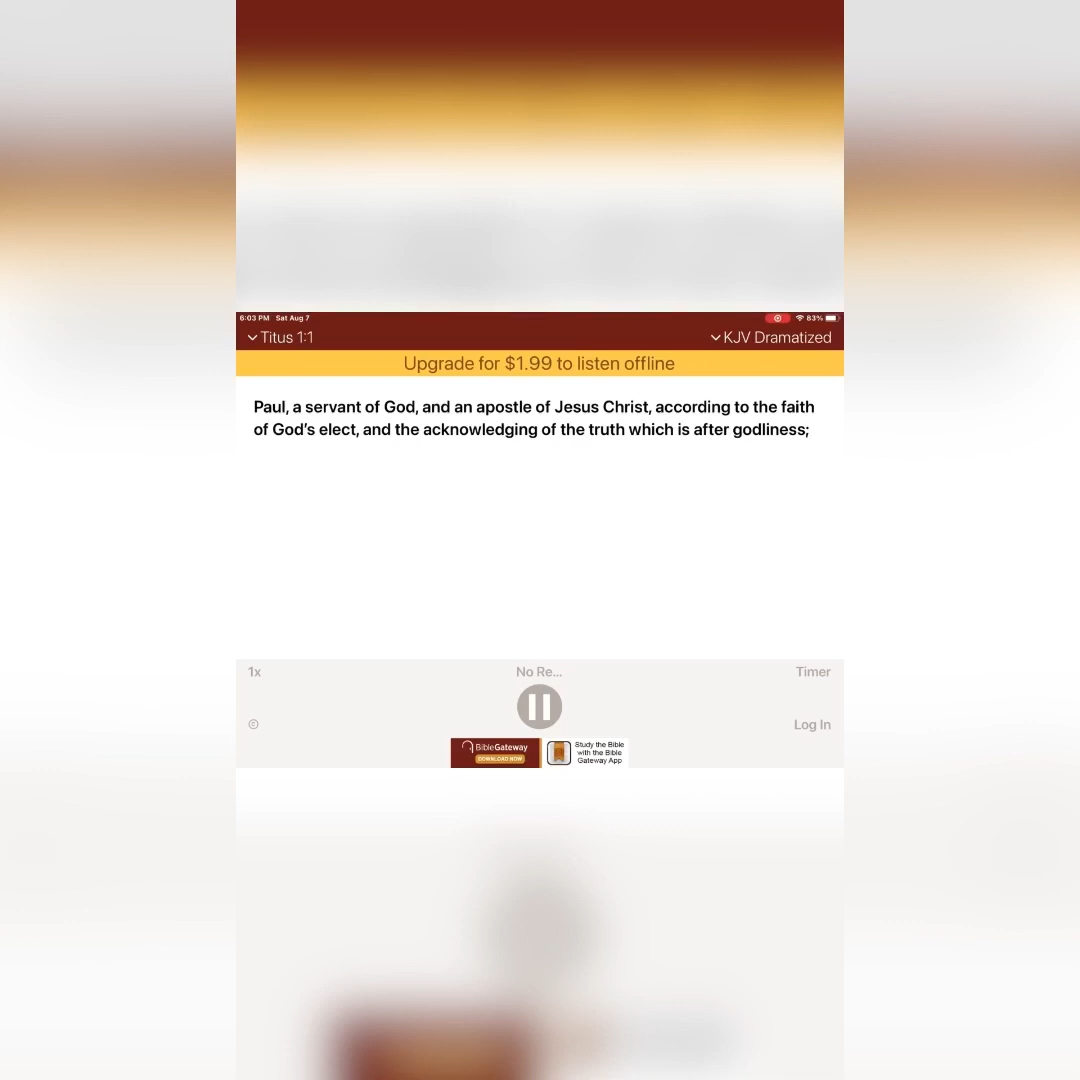 6:03 PM Sat Aug 7
83%
Titus 1:1
KJV Dramatized
Upgrade for $1.99 to listen offline
Paul, a servant of God, and an apostle of Jesus Christ, according to the faith
of God's elect, and the acknowledging of the truth which is after godliness;
1x
No Re...
Timer
©
Log In
BibleGateway
DOWNLOAD NOW
Study the Bible
with the Bible
Gateway App